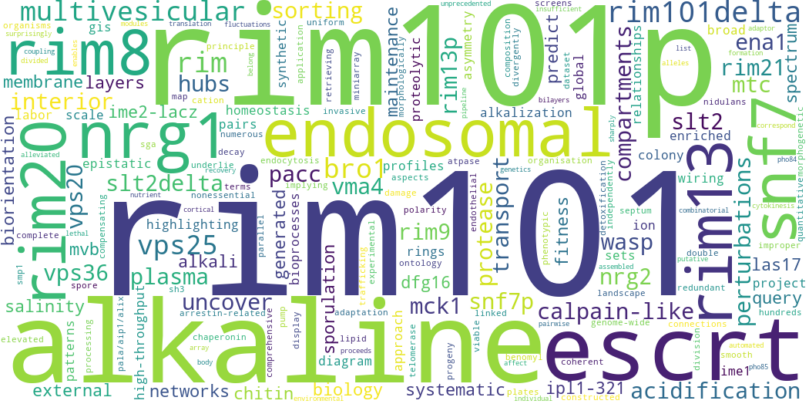 multivesicular
organisms
surprisingly
modules
divided
enables
gis
sorting
rim8
rim101p
rim101delta
unprecedented
screens
insufficient
adaptor
ena1
broad
rim21
mtc
spectrum
membrane
layers
rim
hubs
synthetic
principle
application
retrieving
miniarray
invasive
uniform
fluctuations
translation
telomerase
maintenance
morphologically
proteolytic
rim13p
asymmetry
divergently
composition
predict
global
dataset
bilayers
pipeline
compartments
relationships
alkalization
belong
coupling
map
cation
interior
labor
scale
ime2-lacz
homeostasis
numerous
nrg1
pairs
sga
decay
epistatic
underlie
recovery
nonessential
terms
alleviated
endosomal
endocytosis
organisation
sharply
slt2
enriched
colony
wiring
list
formation
alleles
nidulans
correspond
pho84
morphogenetic
quantitative
snf7
biorientation
rim20
vps20
slt2delta
compensating
mvb
complete
lethal
smp1
vps36
vps25
plasma
highlighting
alkali
nutrient
cortical
pacc
bro1
vma4
profiles
aspects
atpase
damage
implying
polarity
rim101
generated
bioprocesses
parallel
rings
rim9
dfg16
ontology
endothelial
protease
transport
independently
detoxification
phenotypic
septum
fitness
ion
wasp
nrg2
sets
landscape
assembled
rim13
perturbations
double
combinatorial
putative
las17
query
project
redundant
cytokinesis
improper
hundreds
genome-wide
connections
division
automated
pho85
salinity
spore
uncover
sh3
arrestin-related
chaperonin
body
array
sporulation
comprehensive
trafficking
experimental
mck1
adaptation
display
lipid
proceeds
diagram
pump
linked
snf7p
approach
benomyl
viable
progeny
affect
calpain-like
pairwise
coherent
ime1
smooth
alkaline
escrt
elevated
patterns
processing
pala/aip1/alix
high-throughput
external
networks
chitin
environmental
biology
systematic
plates
individual
ipl1-321
constructed
acidification
genetics